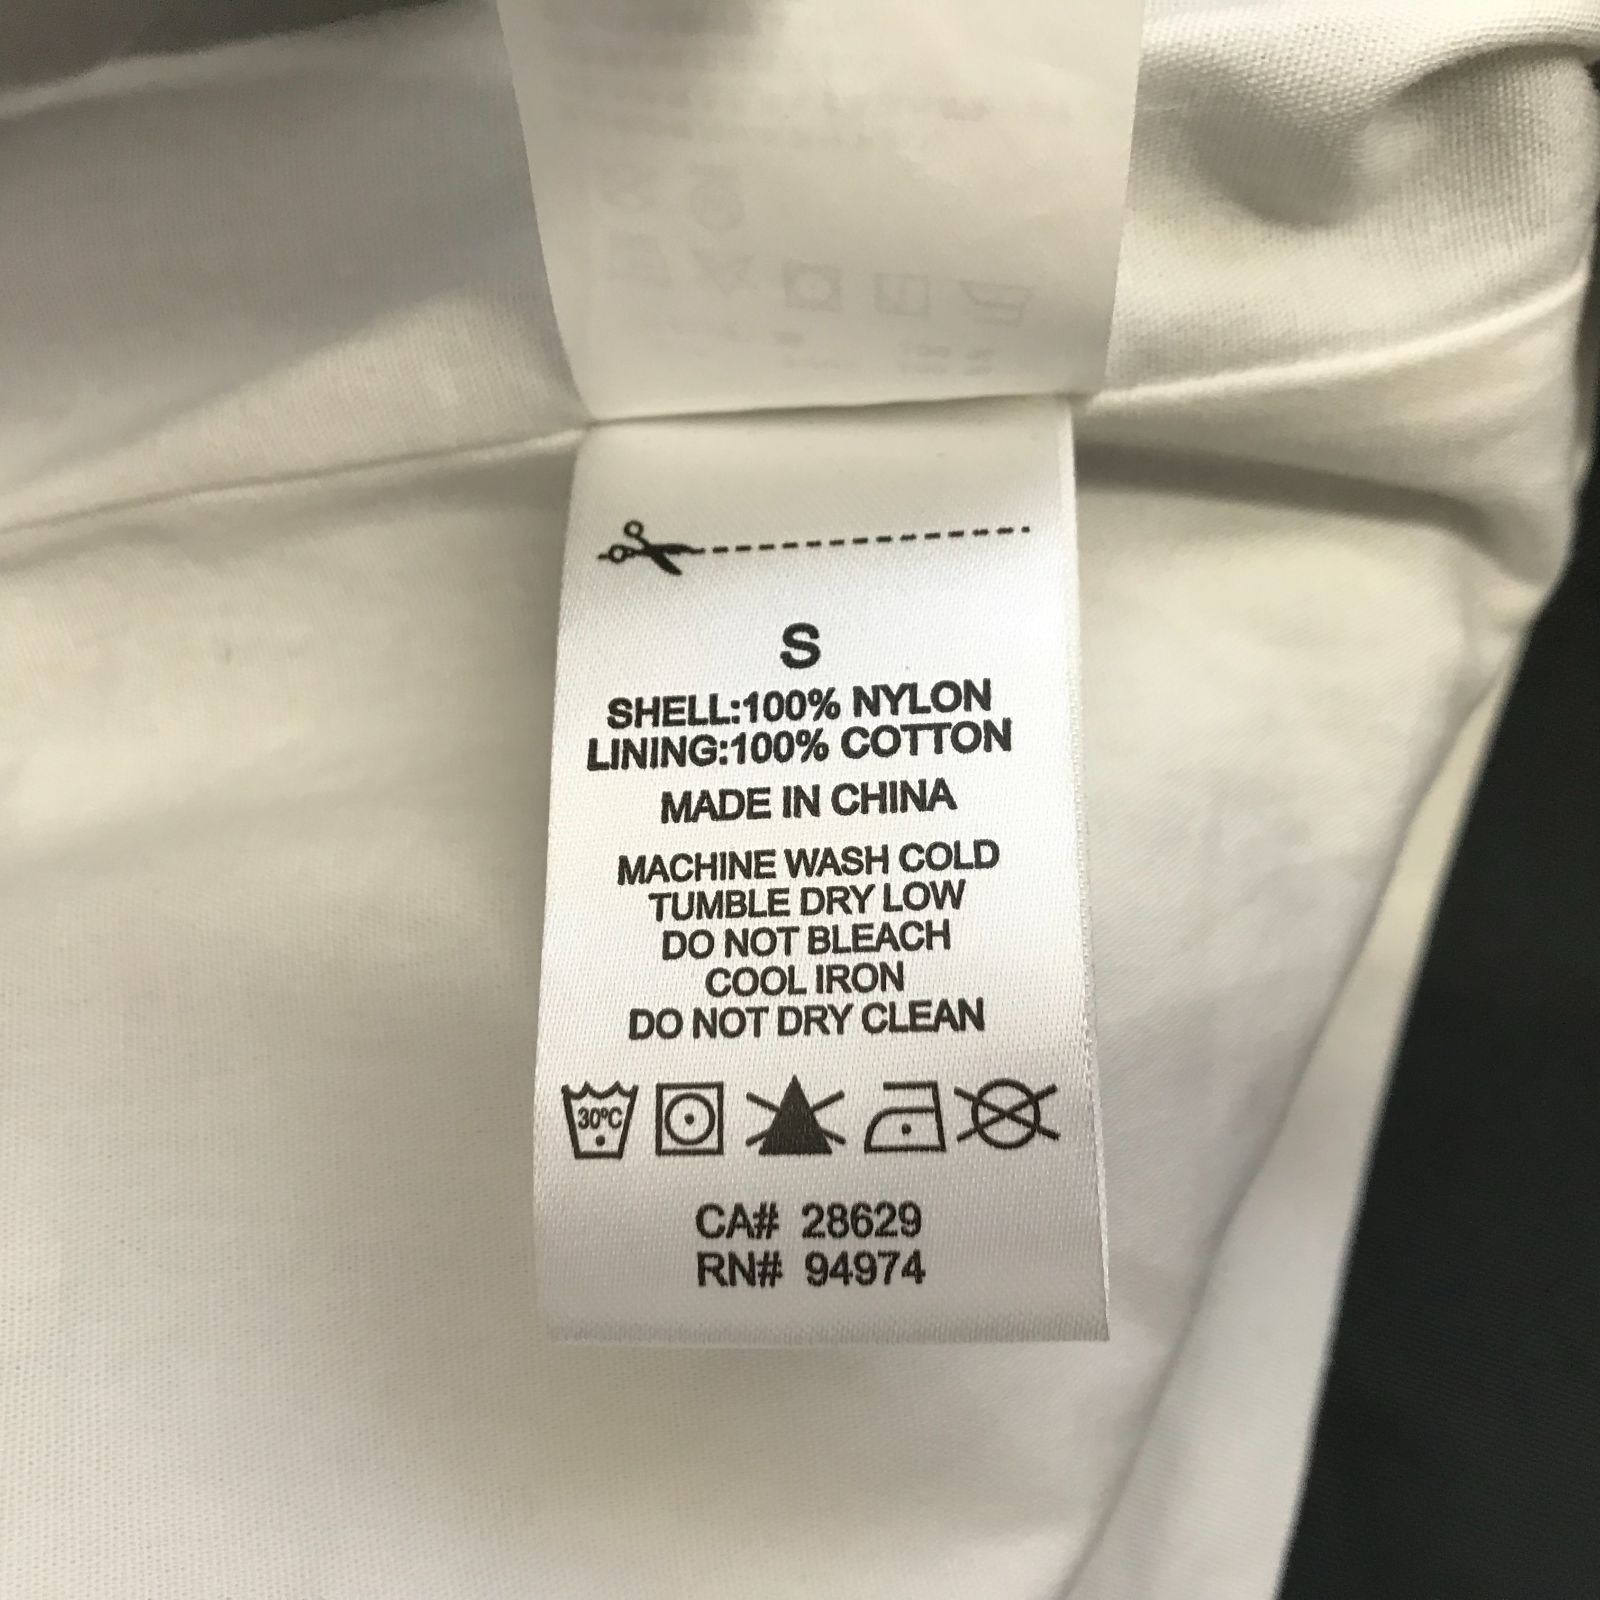 S
SHELL:100% NYLON
LINING:100% COTTON
MADE IN CHINA
MACHINE WASH COLD
TUMBLE DRY LOW
DO NOT BLEACH
COOL IRON
DO NOT DRY CLEAN
30°C
CA# 28629
RN# 94974